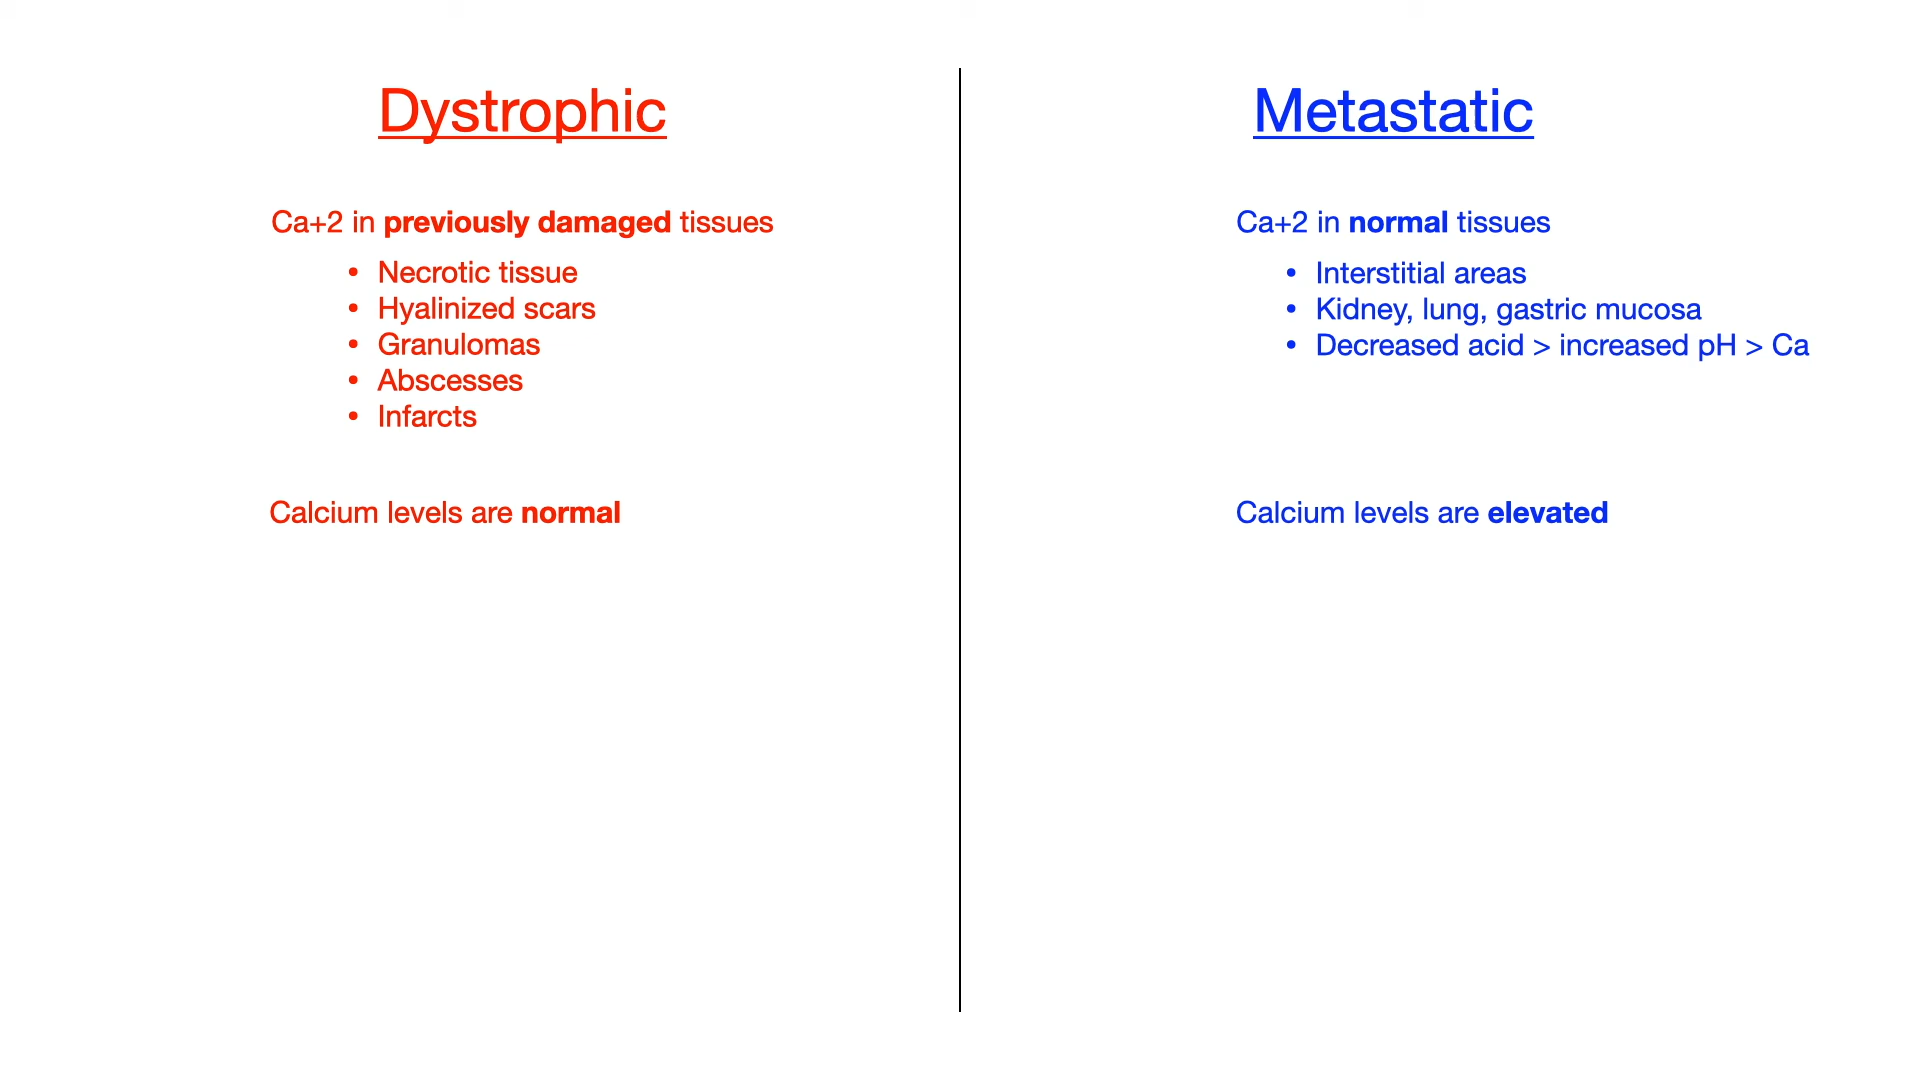 Dystrophic
Ca+2 in previously damaged tissues
• Necrotic tissue
• Hyalinized scars
• Granulomas
• Abscesses
• Infarcts
Calcium levels are normal
Metastatic
Ca+2 in normal tissues
• Interstitial areas
• Kidney, lung, gastric mucosa
• Decreased acid > increased pH > Ca
Calcium levels are elevated